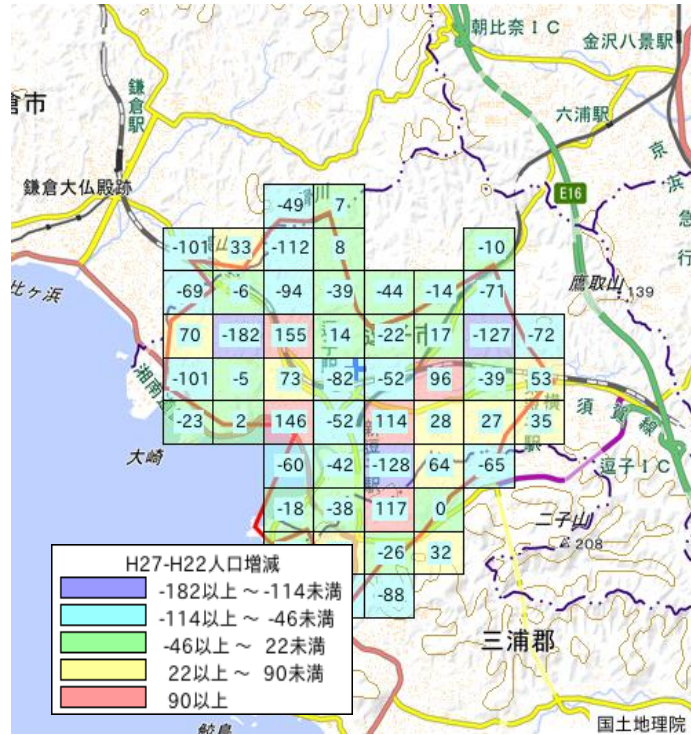 朝比奈IC
金沢八景駅
倉市
鎌倉駅
六浦駅
京浜急行
鎌倉大仏殿跡
E16
-49 7
-101 33 -112 8 -10
-69 -6 -94 -39 -44 -14 -71
鷹取山
139
比ヶ浜
70 -182 155 14 -22 17 -127 -72
-101 -5 73 -82 -52 96 -39 53
湘南
-23 2 146 -52 114 28 27 35
須賀線
大崎
-60 -42 -128 64 -65
逗子IC
-18 -38 117 0
二子山
208
-26 32
-88
H27-H22人口増減
-182以上 ~ -114未満
-114以上 ~ -46未満
-46以上 ~ 22未満
22以上 ~ 90未満
90以上
三浦郡
鮫島
国土地理院